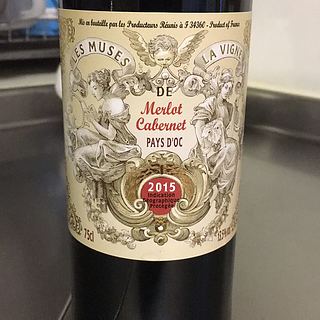 Mis en bouteille par les Producteurs Réunis à F 34360 - Product of France
LES MUSES DE LA VIGNE
Merlot
Cabernet
PAYS D'OC
2015
Indication
Géographique
Protégée
75cl